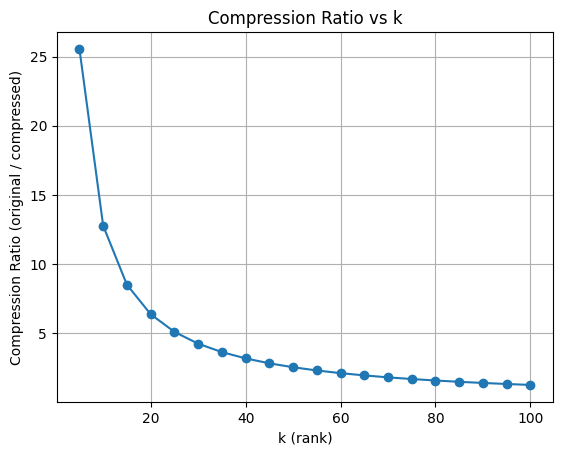 Compression Ratio vs k
Compression Ratio (original / compressed)
25
20
15
10
5
20 40 60 80 100
k (rank)